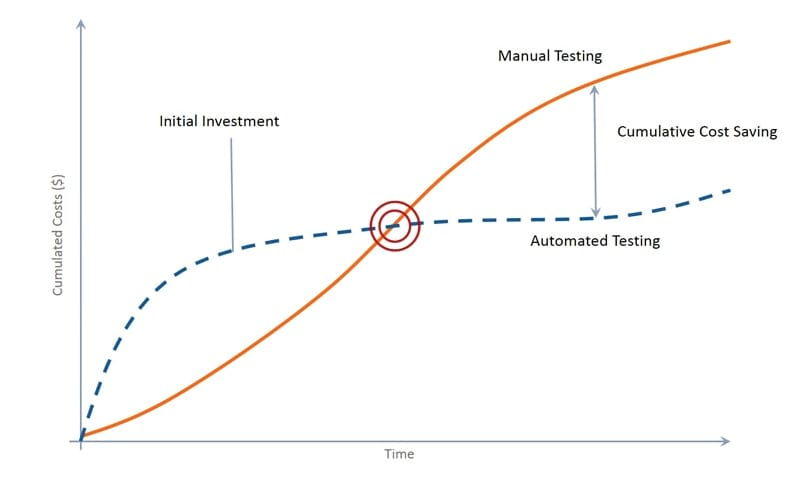 Manual Testing
Initial Investment
Cumulative Cost Saving
Cumulated Costs ($)
Automated Testing
Time